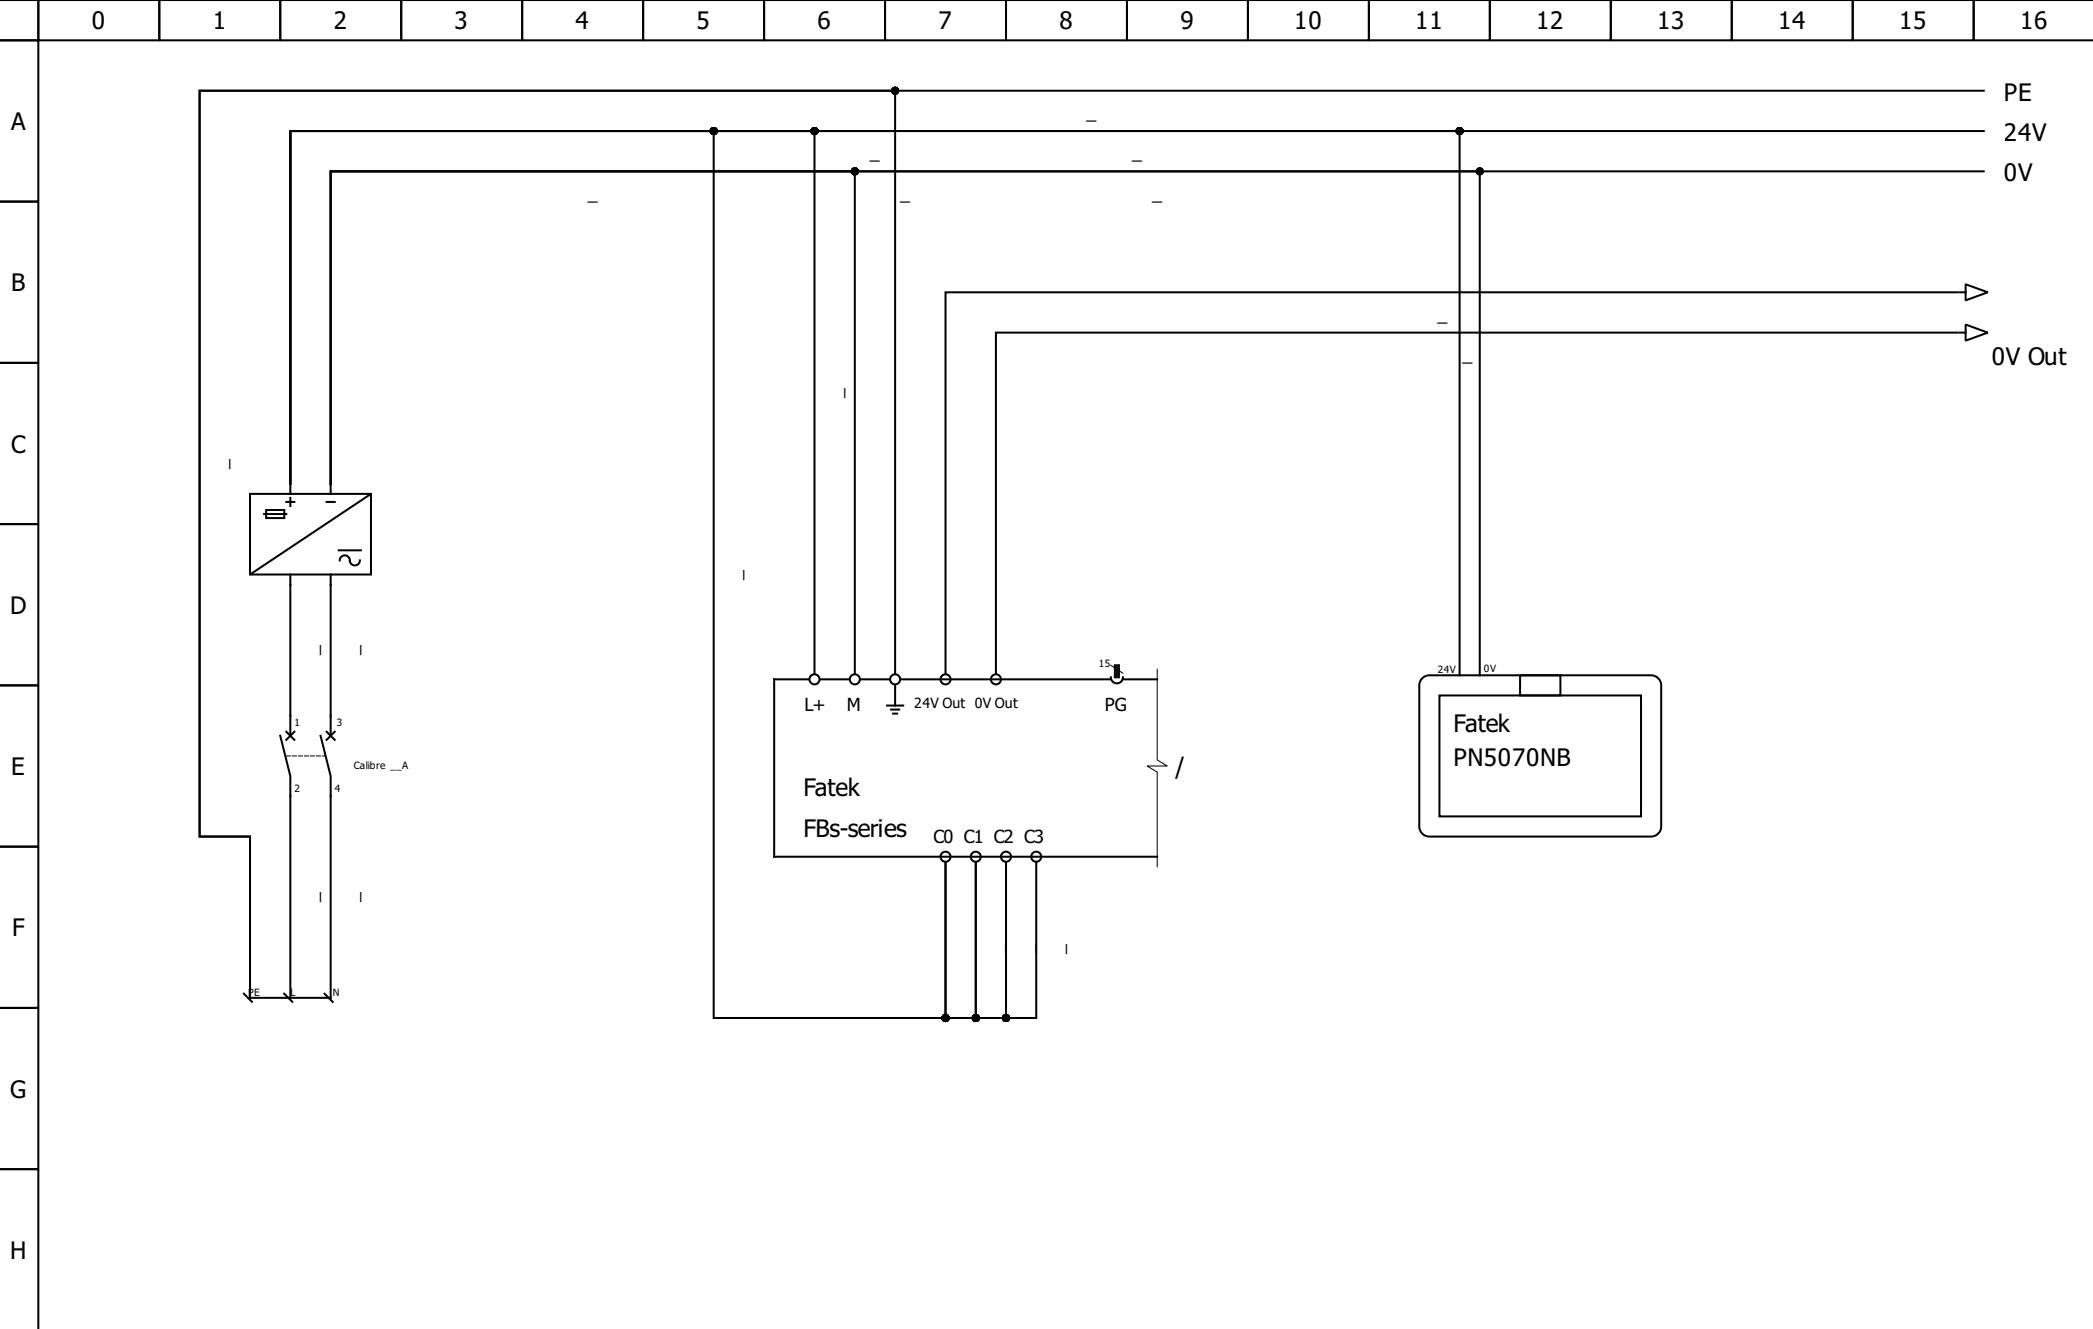 0 1 2 3 4 5 6 7 8 9 10 11 12 13 14 15 16
A
PE
24V
0V
B
0V Out
C
+ −
D
15
24V 0V
L+ M 24V Out 0V Out PG
1 3
Fatek
PN5070NB
E
Calibre __A
/
2 4
Fatek
FBs-series
C0 C1 C2 C3
F
PE L N
G
H